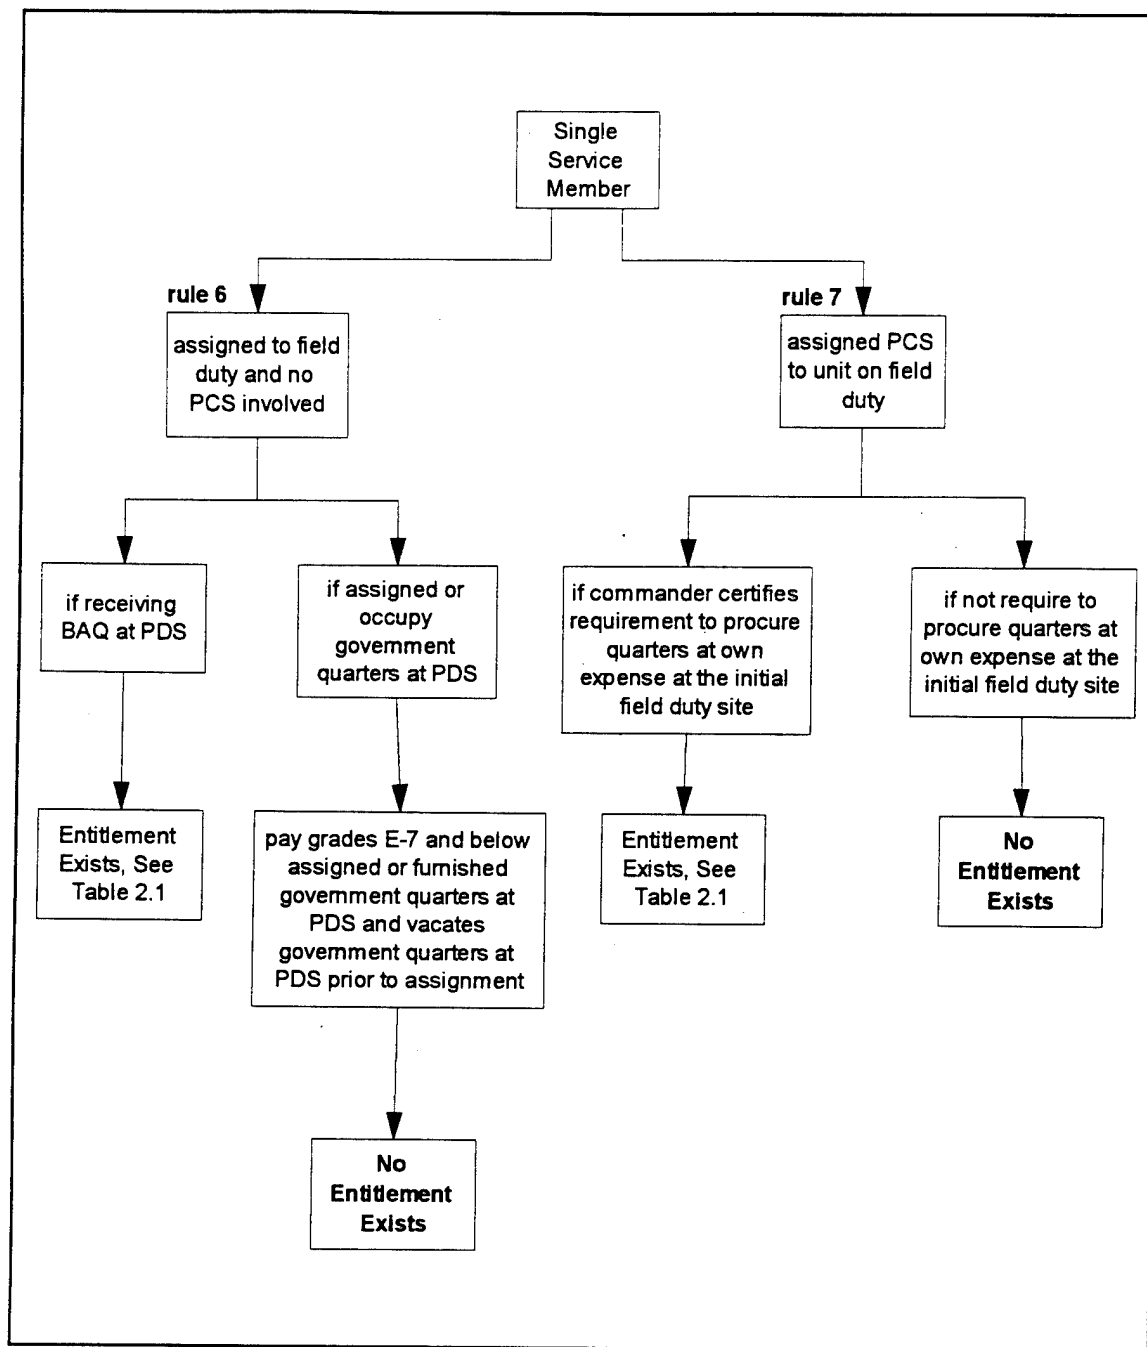 Single
Service
Member
rule 6
assigned to field
duty and no
PCS involved
rule 7
assigned PCS
to unit on field
duty
if receiving
BAQ at PDS
if assigned or
occupy
government
quarters at PDS
if commander certifies
requirement to procure
quarters at own
expense at the initial
field duty site
if not require to
procure quarters at
own expense at the
initial field duty site
Entitlement
Exists, See
Table 2.1
pay grades E-7 and below
assigned or furnished
government quarters at
PDS and vacates
government quarters at
PDS prior to assignment
Entitlement
Exists, See
Table 2.1
No
Entitlement
Exists
No
Entitlement
Exists